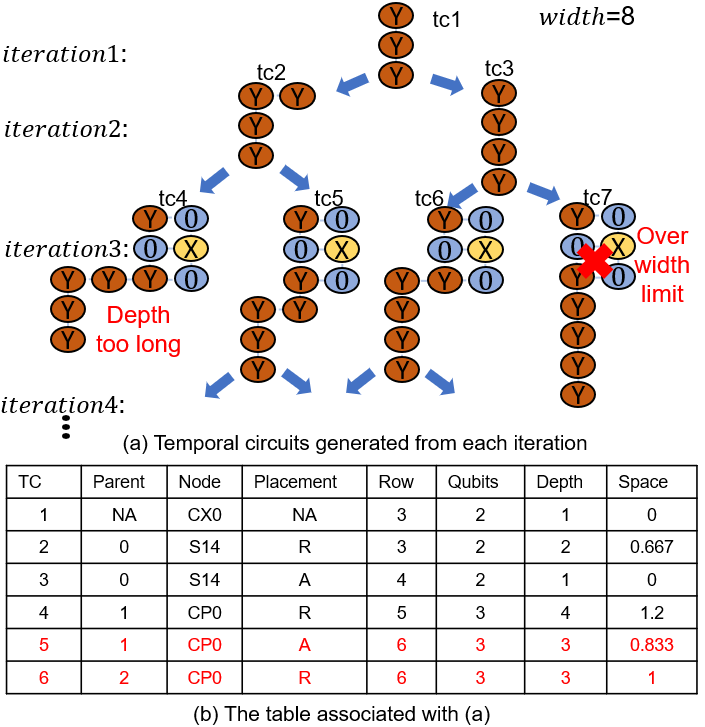 Y tc1 width=8
iteration1: Y
tc2 Y tc3
Y Y Y
iteration2: Y Y
Y Y
Y
tc4 tc5 tc6 tc7
Y 0 Y 0 Y 0 Y 0
iteration3: 0 X 0 X 0 X 0 X Over
Y Y Y 0 Y 0 Y Y 0 Y 0 width
Y Depth Y Y Y Y limit
Y too long Y Y Y
Y Y Y
Y
iteration4:
(a) Temporal circuits generated from each iteration
TC Parent Node Placement Row Qubits Depth Space
1 NA CX0 NA 3 2 1 0
2 0 S14 R 3 2 2 0.667
3 0 S14 A 4 2 1 0
4 1 CP0 R 5 3 4 1.2
5 1 CP0 A 6 3 3 0.833
6 2 CP0 R 6 3 3 1
(b) The table associated with (a)